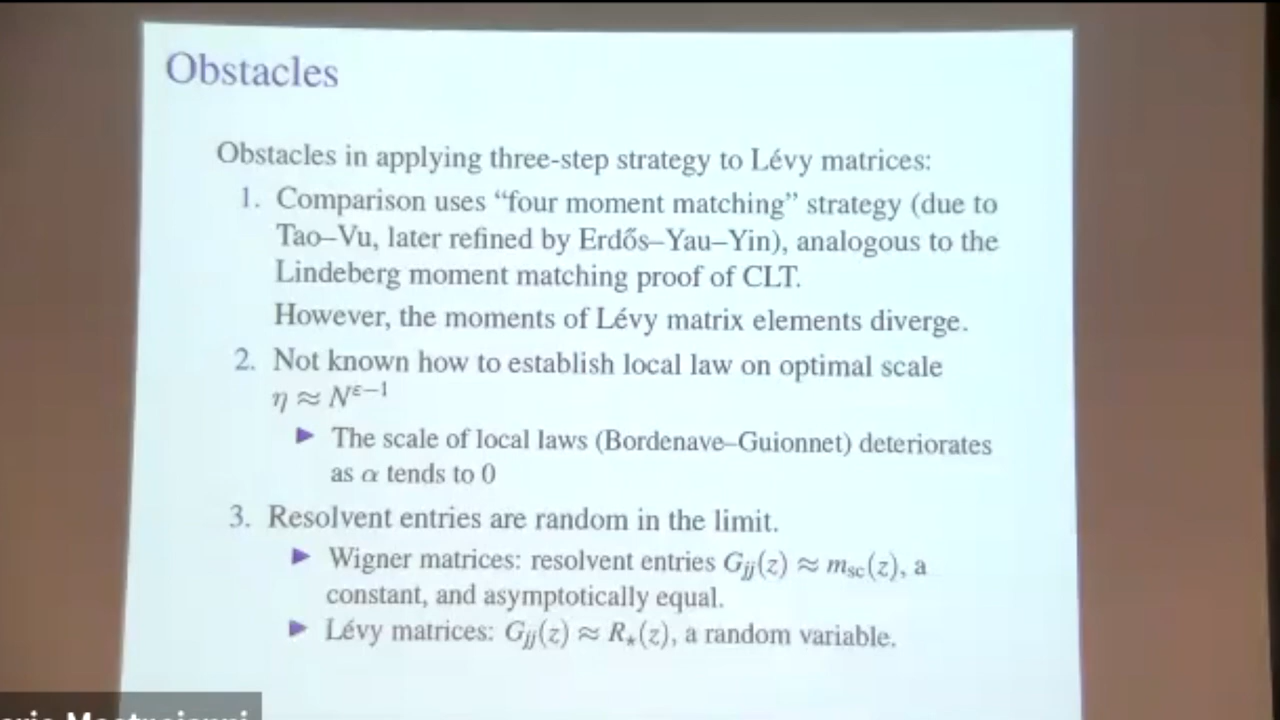 Obstacles
Obstacles in applying three-step strategy to Lévy matrices:
1. Comparison uses “four moment matching” strategy (due to
Tao–Vu, later refined by Erdős–Yau–Yin), analogous to the
Lindeberg moment matching proof of CLT.
However, the moments of Lévy matrix elements diverge.
2. Not known how to establish local law on optimal scale
η ≈ N^{ε−1}
▶ The scale of local laws (Bordenave–Guionnet) deteriorates
as α tends to 0
3. Resolvent entries are random in the limit.
▶ Wigner matrices: resolvent entries G_{jj}(z) ≈ m_{sc}(z), a
constant, and asymptotically equal.
▶ Lévy matrices: G_{jj}(z) ≈ R_⋆(z), a random variable.